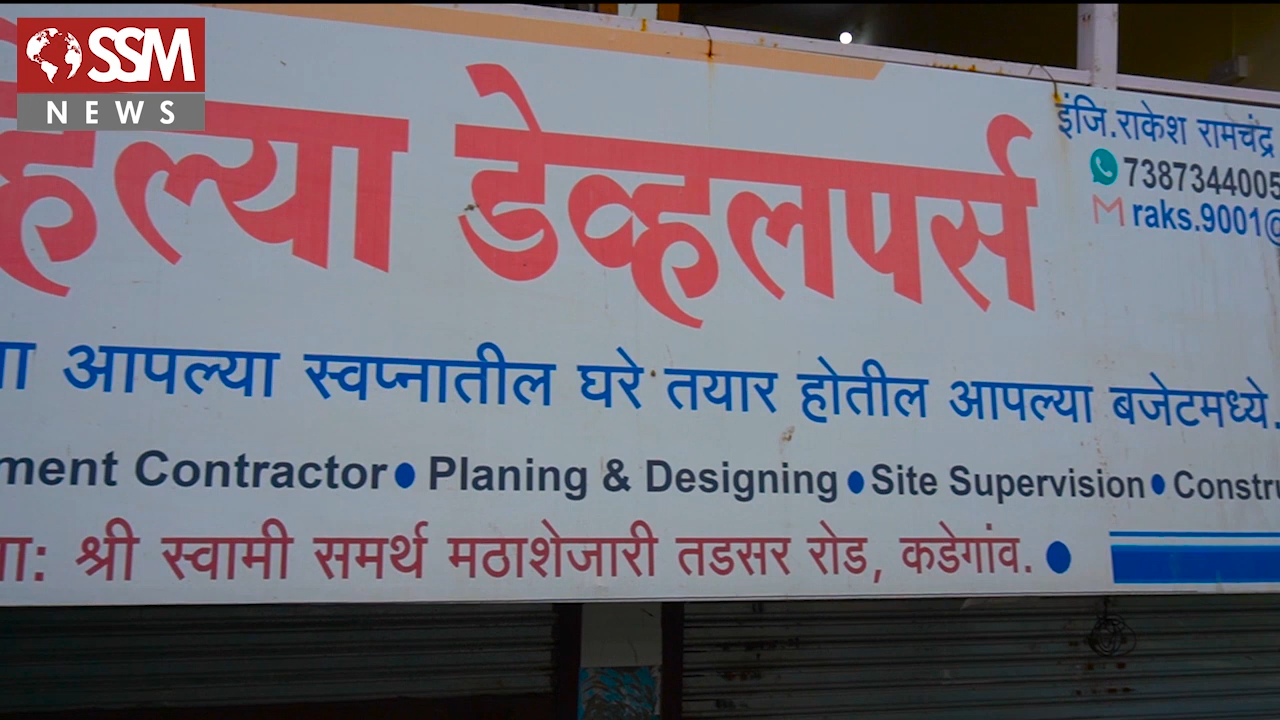 SSM
NEWS
डेव्हलपर्स
इंजि.राकेश रामचंद्र
7387344005
raks.9001@
आपल्या स्वप्नातील घरे तयार होतील आपल्या बजेटमध्ये.
ment Contractor • Planing & Designing • Site Supervision • Constru
श्री स्वामी समर्थ मठाशेजारी तडसर रोड, कडेगांव.